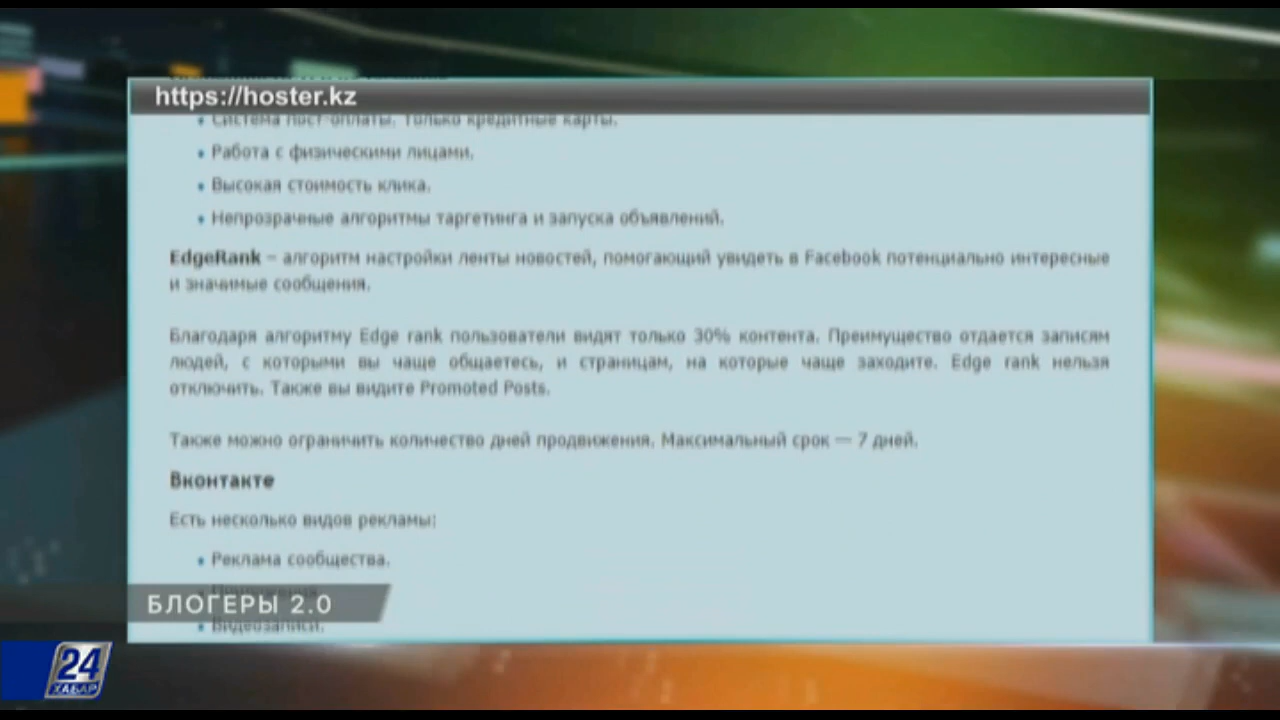 https://hoster.kz
• Система пост-оплаты. Только кредитные карты.
• Работа с физическими лицами.
• Высокая стоимость клика.
• Непрозрачные алгоритмы таргетинга и запуска объявлений.
EdgeRank – алгоритм настройки ленты новостей, помогающий увидеть в Facebook потенциально интересные
и значимые сообщения.
Благодаря алгоритму Edge rank пользователи видят только 30% контента. Преимущество отдается записям
людей, с которыми вы чаще общаетесь, и страницам, на которые чаще заходите. Edge rank нельзя
отключить. Также вы видите Promoted Posts.
Также можно ограничить количество дней продвижения. Максимальный срок — 7 дней.
Вконтакте
Есть несколько видов рекламы:
• Реклама сообщества.
БЛОГЕРЫ 2.0
• Видеозаписи.
24
ХАБАР